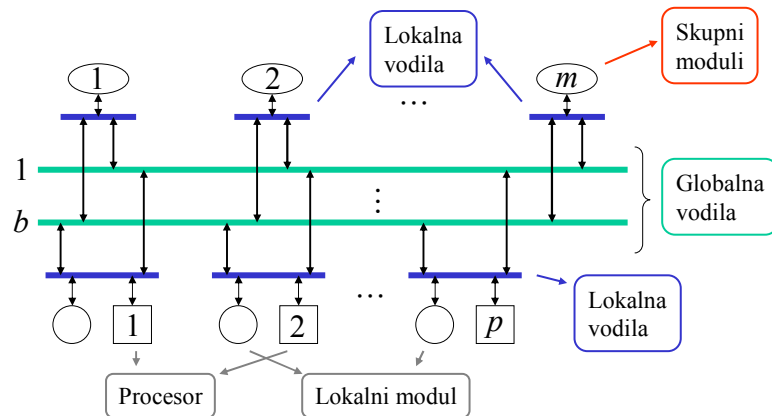 Lokalna
vodila
Skupni
moduli
1
2
m
…
1
⋮
b
Globalna
vodila
…
1
2
p
Lokalna
vodila
Procesor
Lokalni modul